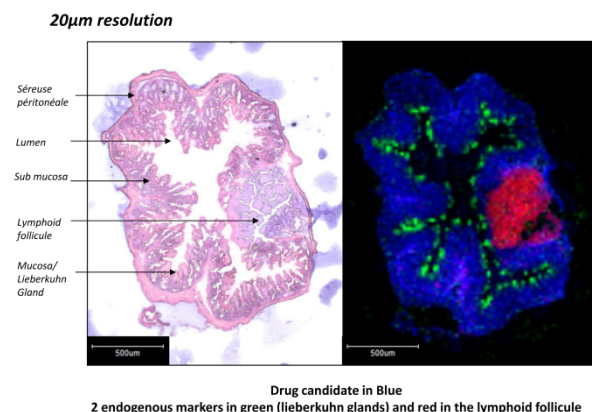 20µm resolution
Séreuse
péritonéale
Lumen
Sub mucosa
Lymphoid
follicule
Mucosa/
Lieberkuhn
Gland
500um
500um
Drug candidate in Blue
2 endogenous markers in green (lieberkuhn glands) and red in the lymphoid follicule